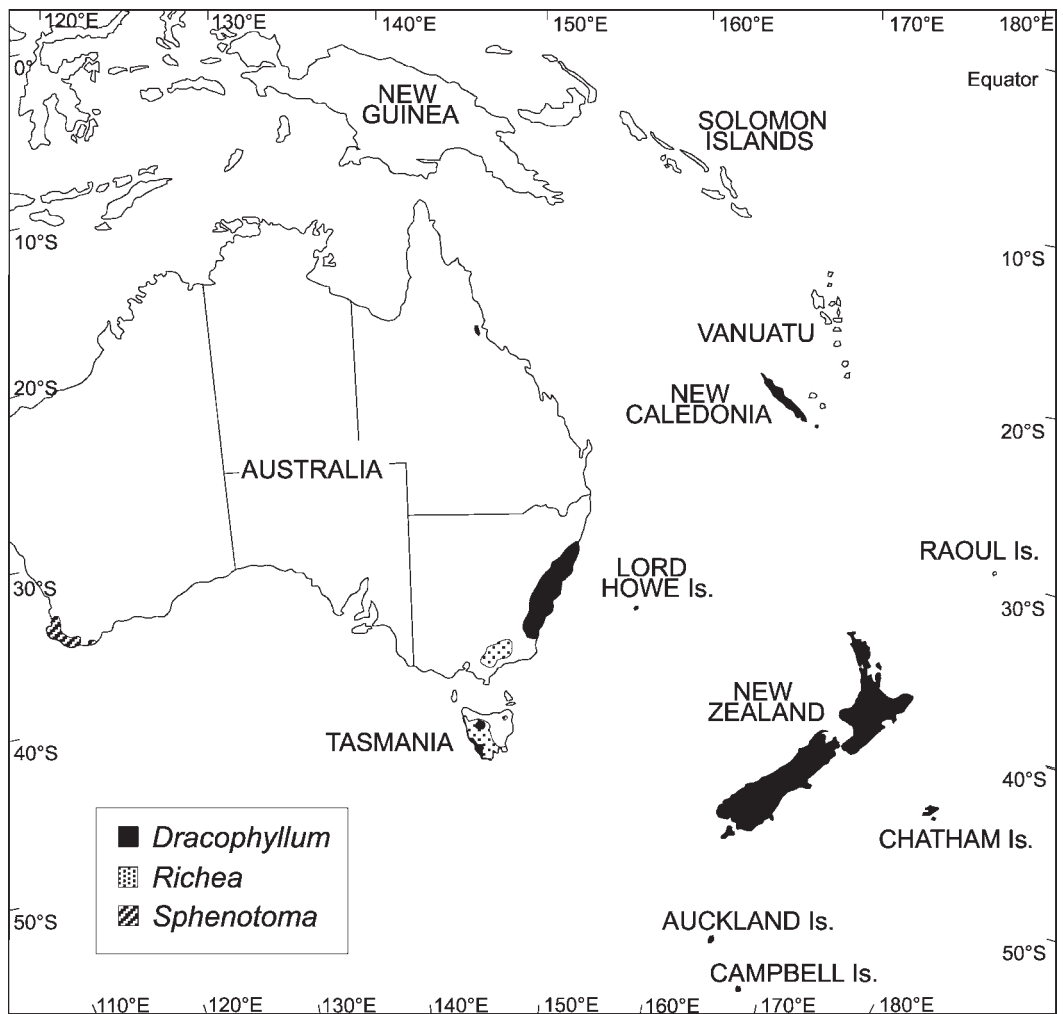 120°E 130°E 140°E 150°E 160°E 170°E 180°E
0°
Equator
NEW
GUINEA
SOLOMON
ISLANDS
10°S
10°S
VANUATU
20°S
NEW
CALEDONIA
20°S
AUSTRALIA
RAOUL Is.
LORD
HOWE Is.
30°S
30°S
NEW
ZEALAND
TASMANIA
40°S
40°S
CHATHAM Is.
Dracophyllum
Richea
Sphenotoma
50°S
AUCKLAND Is.
50°S
CAMPBELL Is.
110°E 120°E 130°E 140°E 150°E 160°E 170°E 180°E